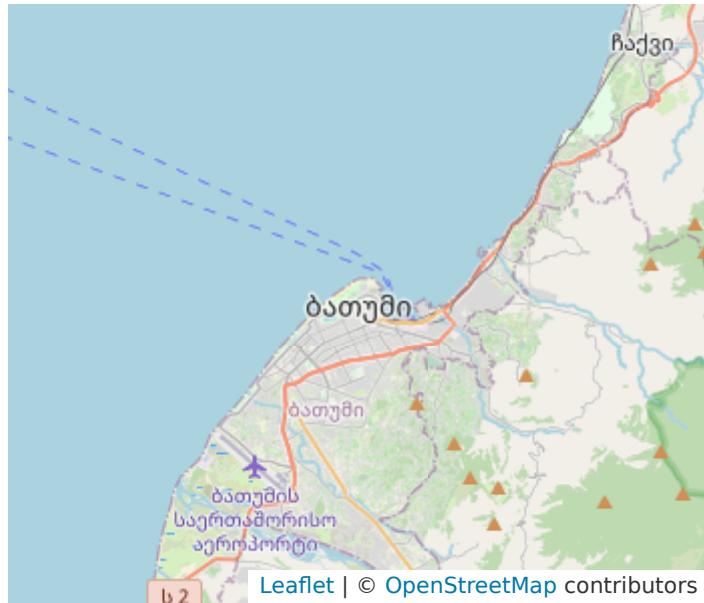 ჩაქვი
ბათუმი
ბათუმი
ბათუმის
საერთაშორისო
აეროპორტი
ს 2
Leaflet | © OpenStreetMap contributors